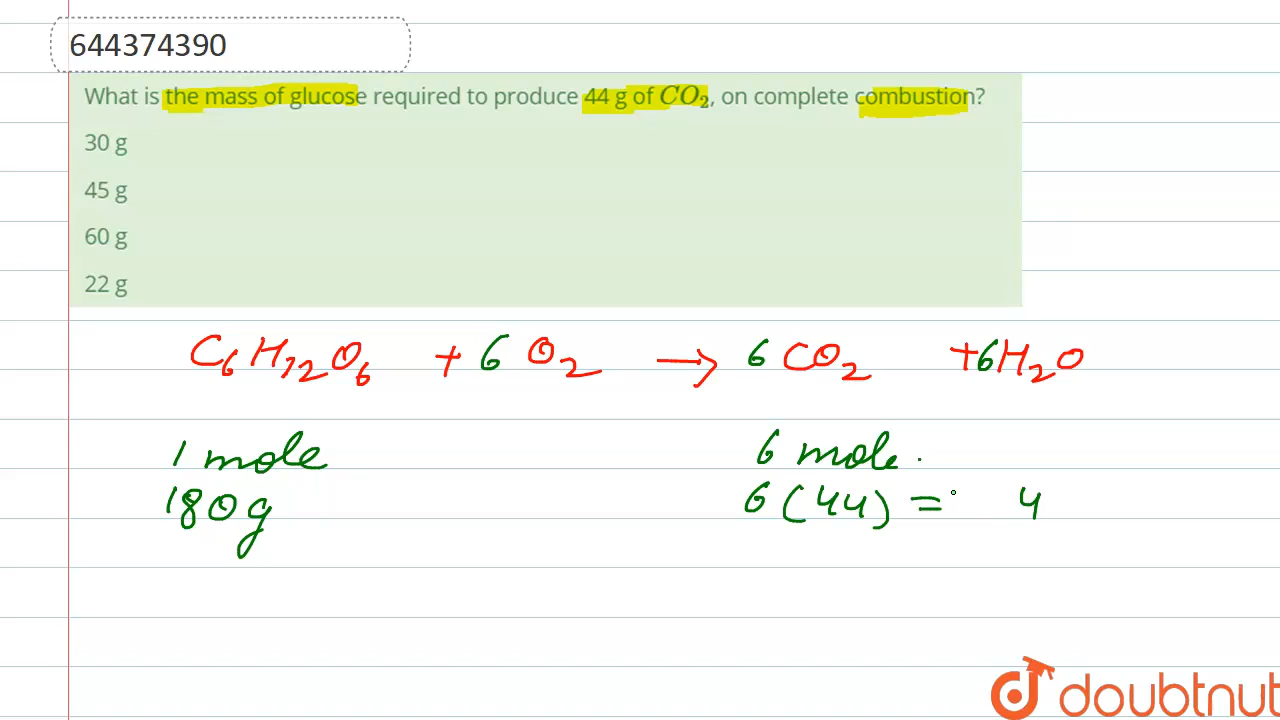 644374390
What is the mass of glucose required to produce 44 g of CO₂, on complete combustion?
30 g
45 g
60 g
22 g
C₆H₁₂O₆ + 6 O₂ → 6 CO₂ + 6H₂O
1 mole 6 mole.
180g 6 (44) = 4
doubtnut